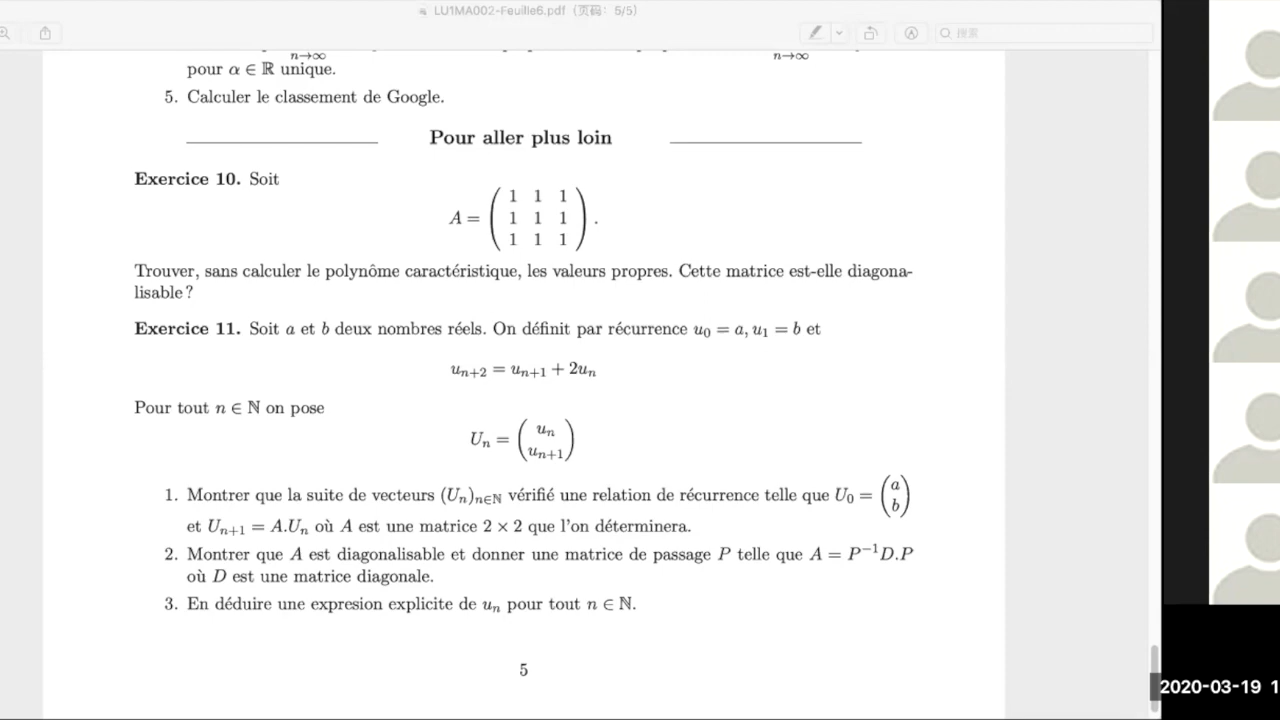 LU1MA002-Feuille6.pdf（页码：5/5）
搜索
n→∞ n→∞
pour α ∈ ℝ unique.
5. Calculer le classement de Google.
Pour aller plus loin
Exercice 10. Soit
A = ( 1 1 1
1 1 1
1 1 1 ) .
Trouver, sans calculer le polynôme caractéristique, les valeurs propres. Cette matrice est-elle diagona-
lisable ?
Exercice 11. Soit a et b deux nombres réels. On définit par récurrence u₀ = a, u₁ = b et
uₙ₊₂ = uₙ₊₁ + 2uₙ
Pour tout n ∈ ℕ on pose
Uₙ = ( uₙ
uₙ₊₁ )
1. Montrer que la suite de vecteurs (Uₙ)n∈ℕ vérifié une relation de récurrence telle que U₀ = ( a
b )
et Uₙ₊₁ = A.Uₙ où A est une matrice 2 × 2 que l'on déterminera.
2. Montrer que A est diagonalisable et donner une matrice de passage P telle que A = P⁻¹D.P
où D est une matrice diagonale.
3. En déduire une expresion explicite de uₙ pour tout n ∈ ℕ.
5
2020-03-19 1